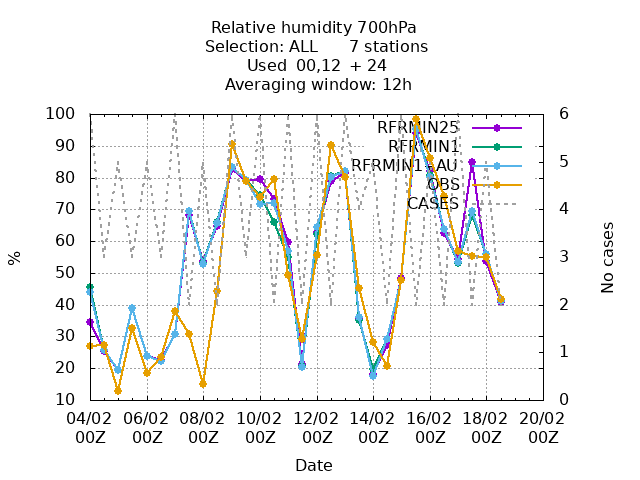 Relative humidity 700hPa
Selection: ALL 7 stations
Used 00,12 + 24
Averaging window: 12h
100 6
RFRMIN25
90
RFRMIN1
RFRMIN1+AU
80 5
OBS
CASES
70 4
60
% 50 3 No cases
40 2
30
20 1
10 0
04/02 06/02 08/02 10/02 12/02 14/02 16/02 18/02 20/02
00Z 00Z 00Z 00Z 00Z 00Z 00Z 00Z 00Z
Date